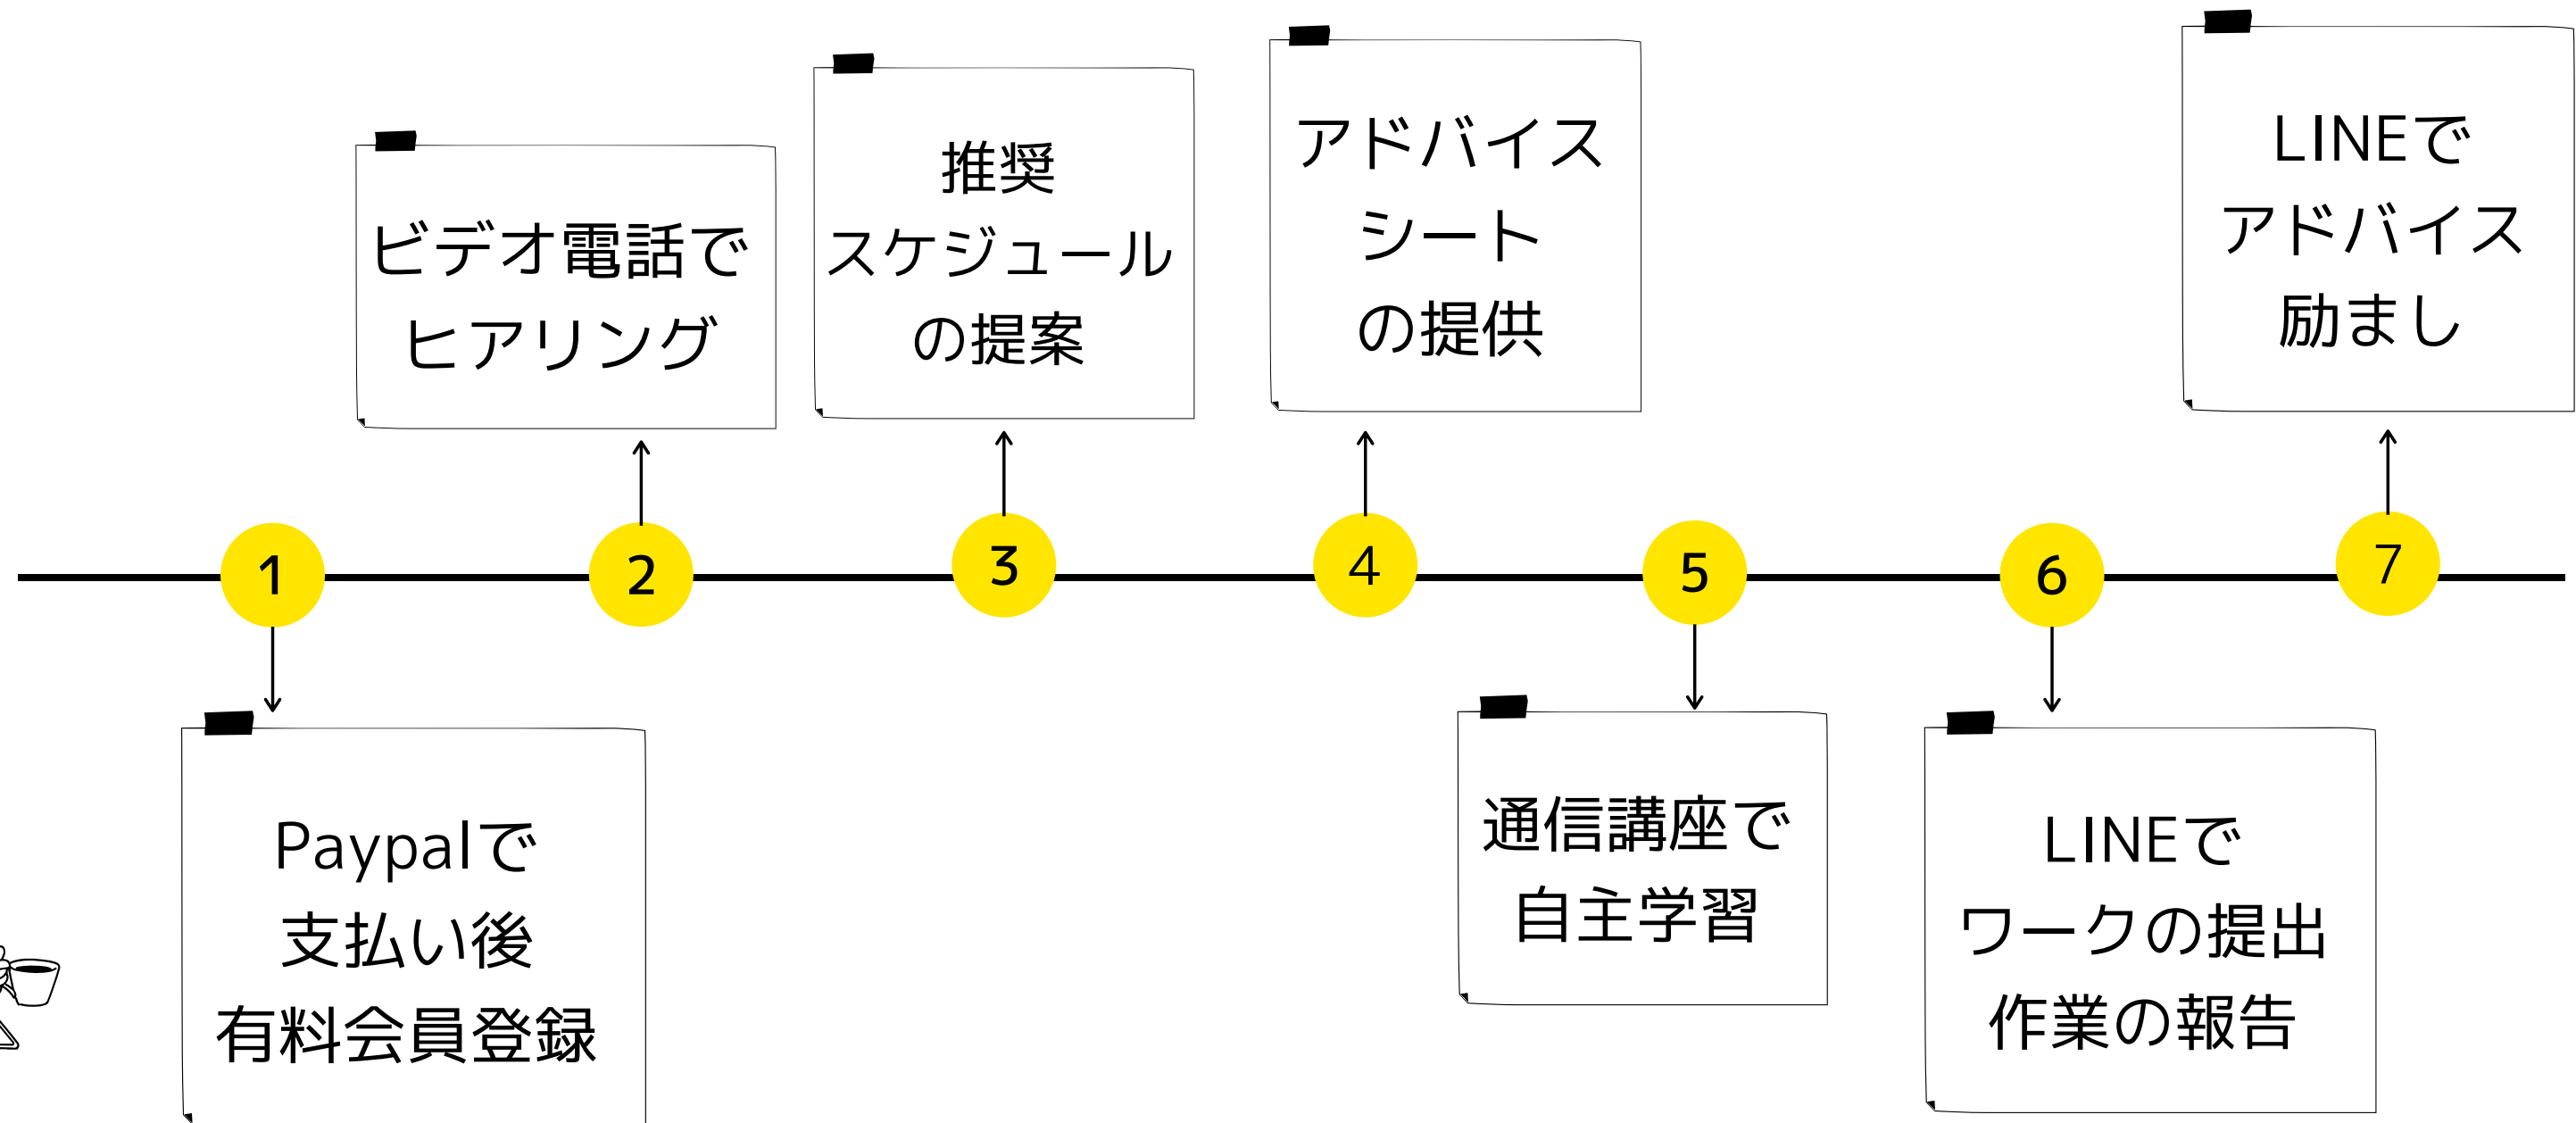 1
Paypalで
支払い後
有料会員登録
2
ビデオ電話で
ヒアリング
3
推奨
スケジュール
の提案
4
アドバイス
シート
の提供
5
通信講座で
自主学習
6
LINEで
ワークの提出
作業の報告
7
LINEで
アドバイス
励まし